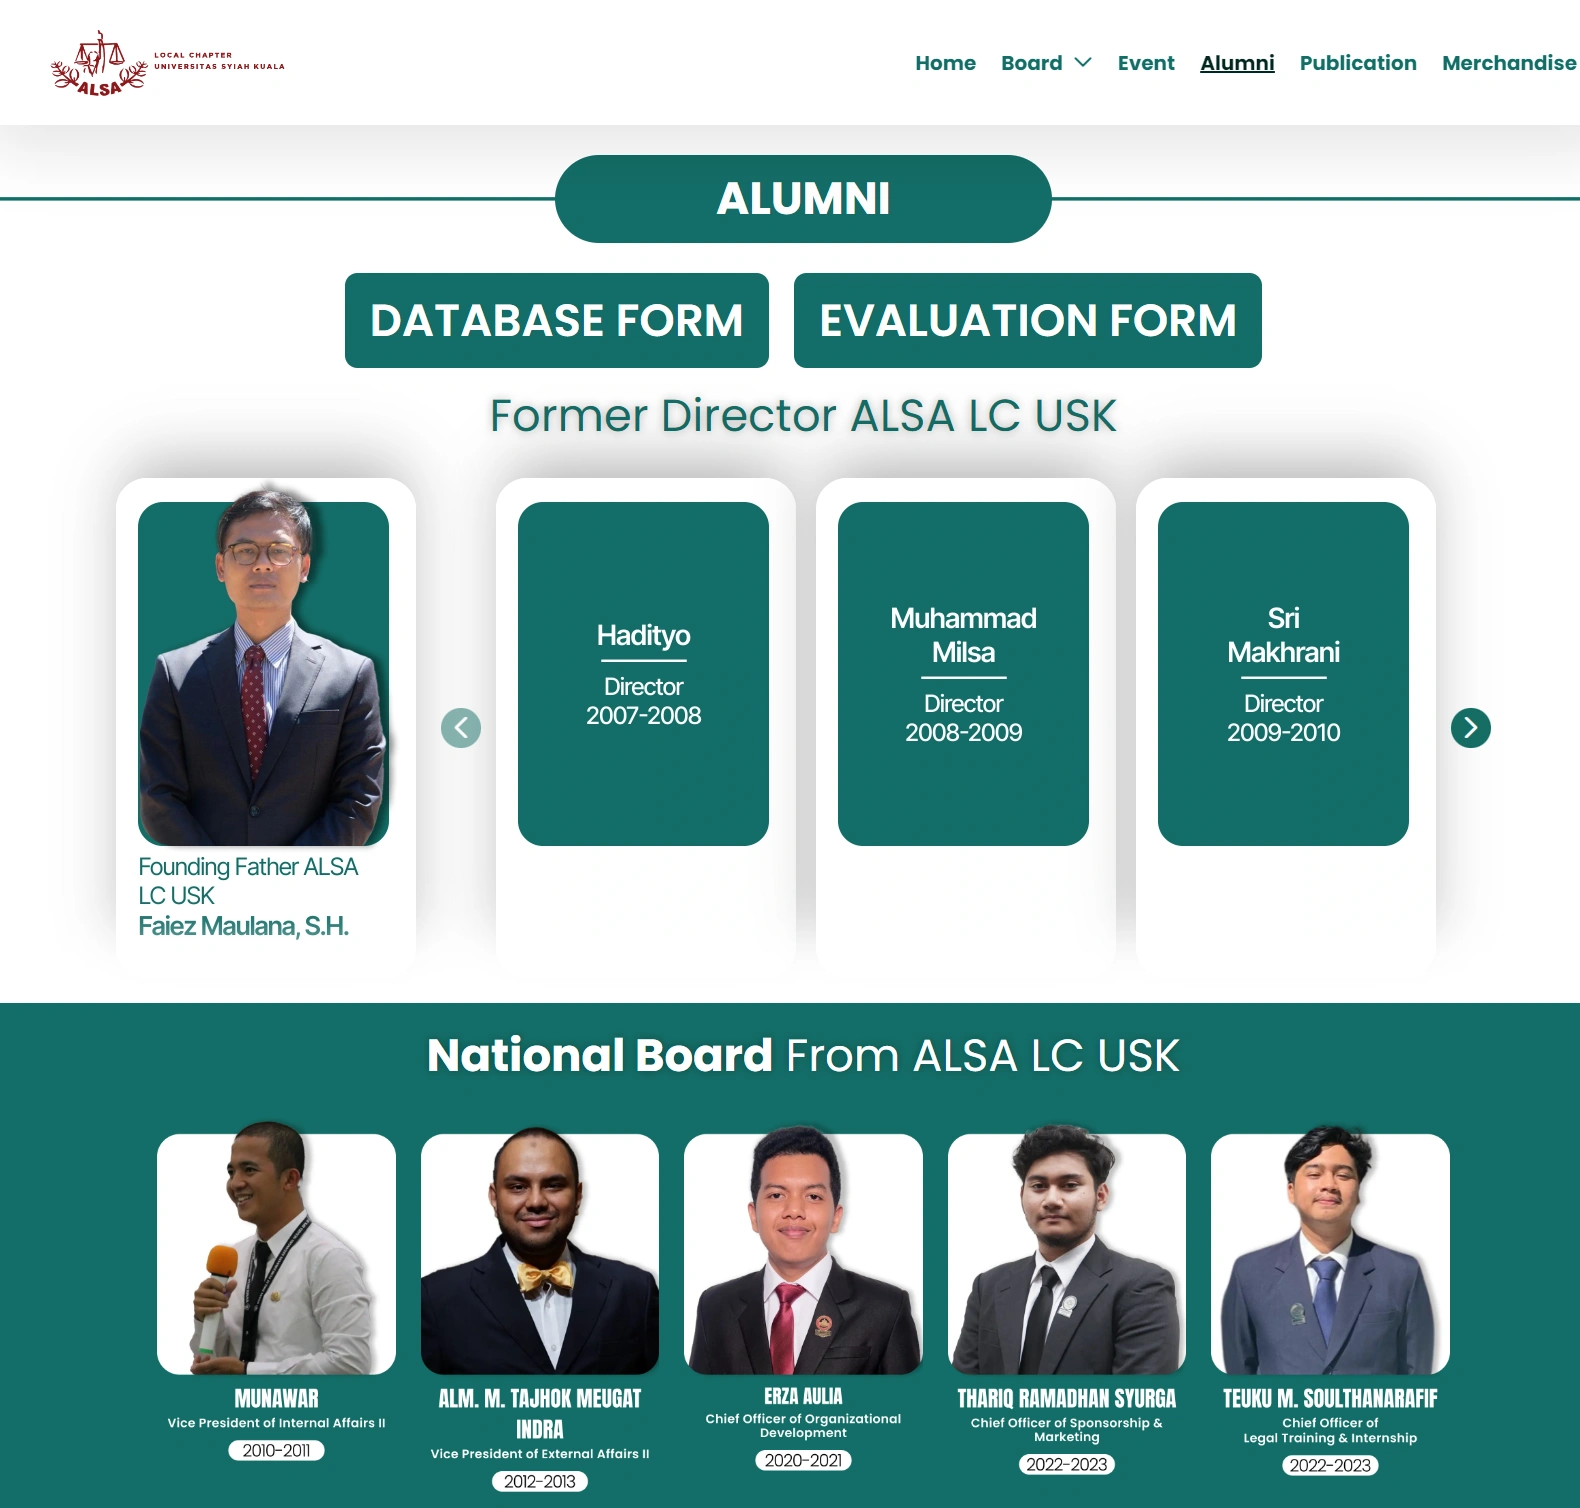 ALSA
LOCAL CHAPTER
UNIVERSITAS SYIAH KUALA
Home
Board
Event
Alumni
Publication
Merchandise
ALUMNI
DATABASE FORM
EVALUATION FORM
Former Director ALSA LC USK
Founding Father ALSA
LC USK
Faiez Maulana, S.H.
Hadityo
Director
2007-2008
Muhammad
Milsa
Director
2008-2009
Sri
Makhrani
Director
2009-2010
National Board From ALSA LC USK
MUNAWAR
Vice President of Internal Affairs II
2010-2011
ALM. M. TAJHOK MEUGAT
INDRA
Vice President of External Affairs II
2012-2013
ERZA AULIA
Chief Officer of Organizational
Development
2020-2021
THARIQ RAMADHAN SYURGA
Chief Officer of Sponsorship &
Marketing
2022-2023
TEUKU M. SOULTHANARAFIF
Chief Officer of
Legal Training & Internship
2022-2023